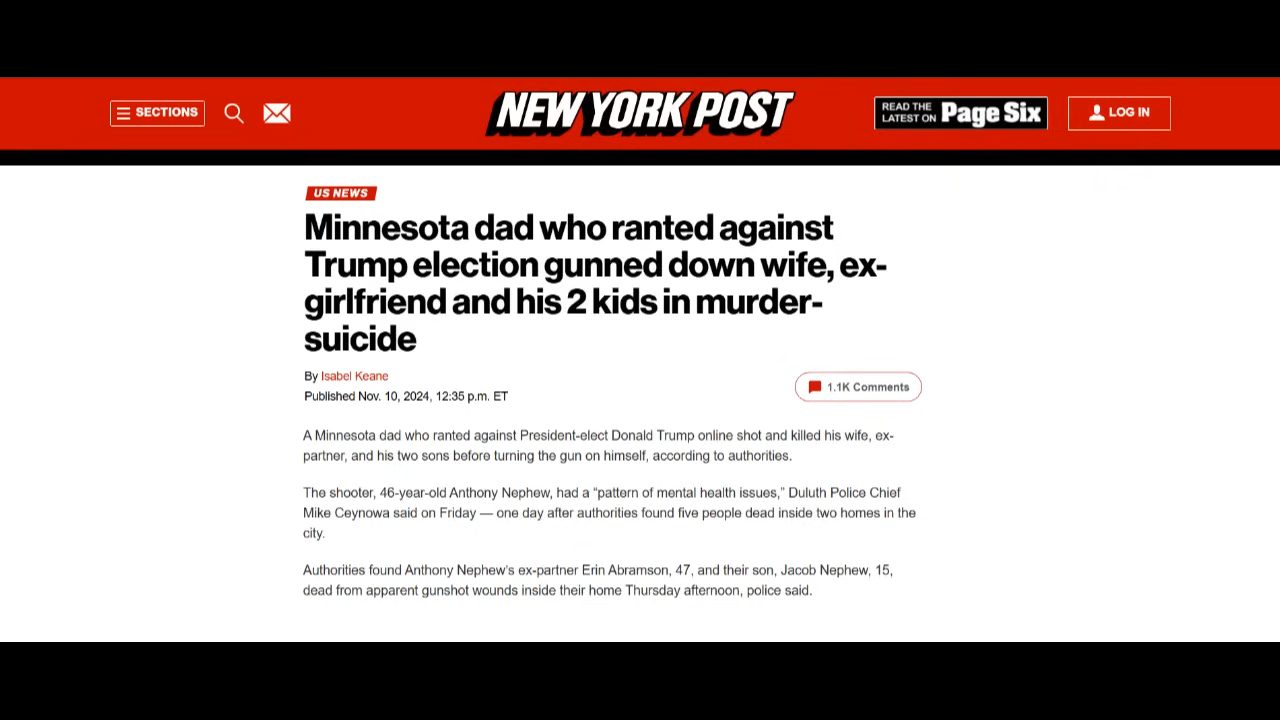 SECTIONS
NEW YORK POST
READ THE
LATEST ON
Page Six
LOG IN
US NEWS
Minnesota dad who ranted against
Trump election gunned down wife, ex-
girlfriend and his 2 kids in murder-
suicide
By Isabel Keane
Published Nov. 10, 2024, 12:35 p.m. ET
1.1K Comments
A Minnesota dad who ranted against President-elect Donald Trump online shot and killed his wife, ex-
partner, and his two sons before turning the gun on himself, according to authorities.
The shooter, 46-year-old Anthony Nephew, had a “pattern of mental health issues,” Duluth Police Chief
Mike Ceynowa said on Friday — one day after authorities found five people dead inside two homes in the
city.
Authorities found Anthony Nephew's ex-partner Erin Abramson, 47, and their son, Jacob Nephew, 15,
dead from apparent gunshot wounds inside their home Thursday afternoon, police said.